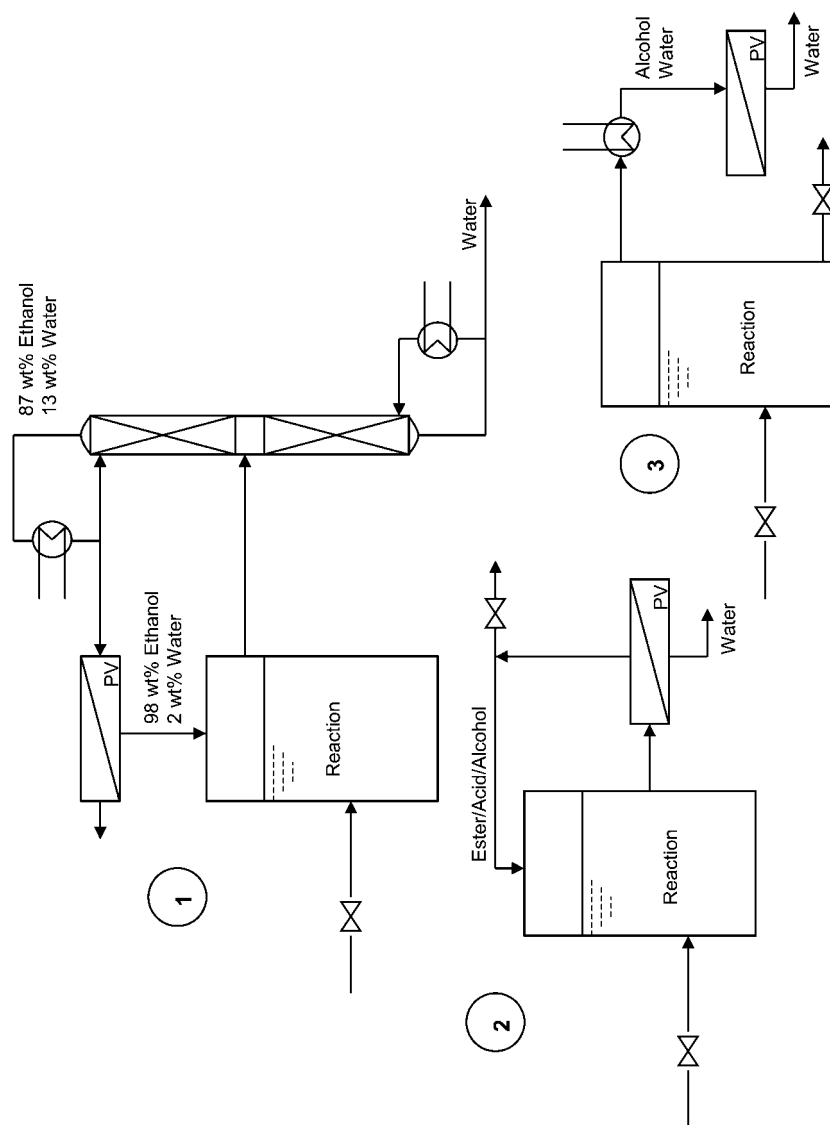 1
87 wt% Ethanol
13 wt% Water
PV
98 wt% Ethanol
2 wt% Water
Reaction
Water
2
Ester/Acid/Alcohol
Reaction
PV
Water
3
Reaction
Alcohol
Water
PV
Water